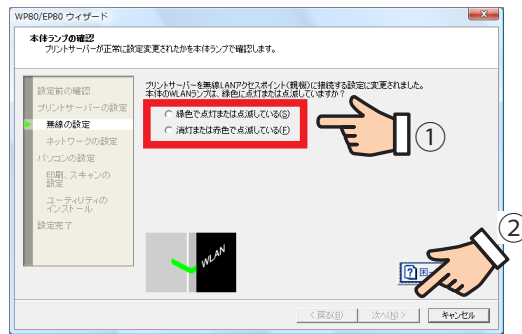 WP80/EP80 ウィザード
本体ランプの確認
プリントサーバーが正常に設定変更されたかを本体ランプで確認します。
設定前の確認
プリントサーバーの設定
無線の設定
ネットワークの設定
パソコンの設定
印刷、スキャンの
設定
ユーティリティの
インストール
設定完了
プリントサーバーを無線LANアクセスポイント(親機)に接続する設定に変更されました。
本体のWLANランプは、緑色に点灯または点滅していますか?
緑色で点灯または点滅している(S)
消灯または赤色で点滅している(F)
①
WLAN
②
< 戻る(B)
次へ(N) >
キャンセル